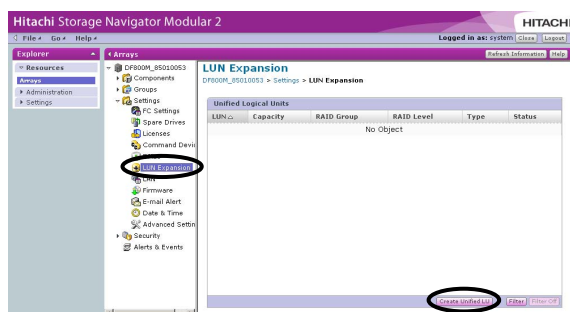 Hitachi Storage Navigator Modular 2
HITACHI
File Go Help
Logged in as: system Close Logout
Explorer
Arrays
Refresh Information Help
Resources
Arrays
Administration
Settings
DF800M_85010053
Components
Groups
Settings
FC Settings
Spare Drives
Licenses
Command Devic
LUN Expansion
LAN
Firmware
E-mail Alert
Date & Time
Advanced Settin
Security
Alerts & Events
LUN Expansion
DF800M_85010053 > Settings > LUN Expansion
Unified Logical Units
LUN Capacity RAID Group RAID Level Type Status
No Object
Create Unified LU Filter Filter Off